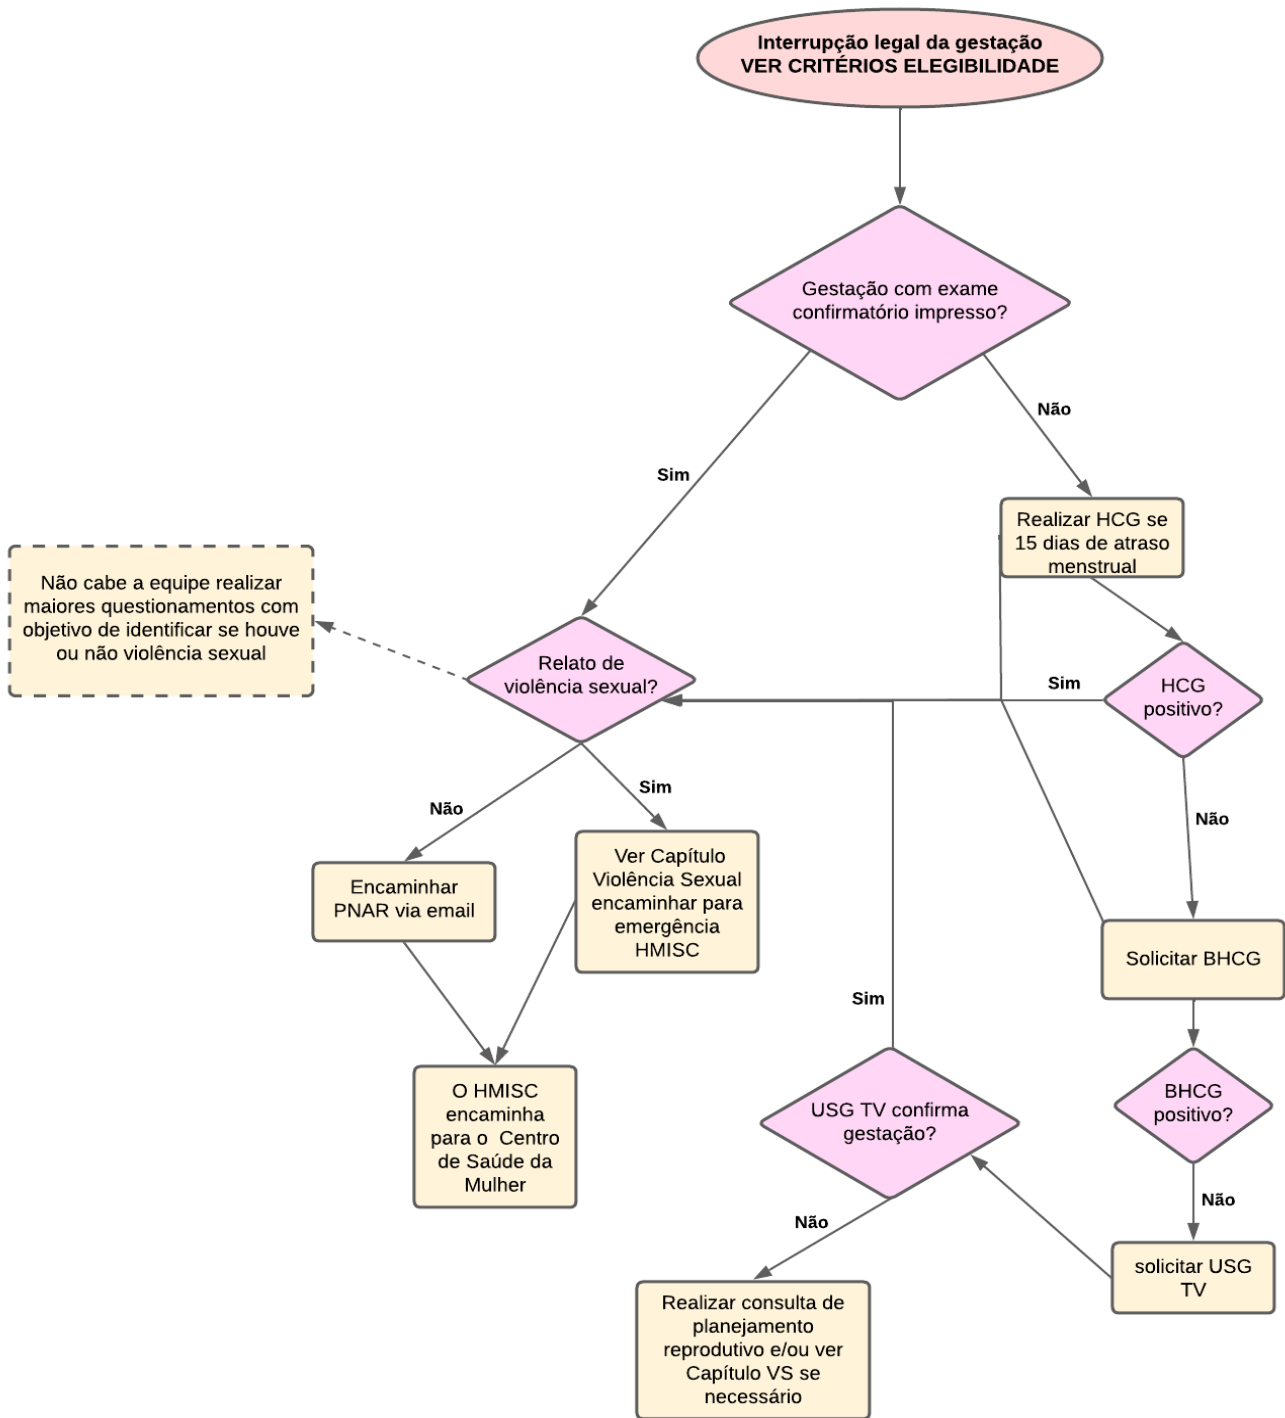 Interrupção legal da gestação
VER CRITÉRIOS ELEGIBILIDADE
Gestação com exame
confirmatório impresso?
Não
Sim
Realizar HCG se
15 dias de atraso
menstrual
Não cabe a equipe realizar
maiores questionamentos com
objetivo de identificar se houve
ou não violência sexual
Relato de
violência sexual?
Sim
HCG
positivo?
Não
Sim
Não
Encaminhar
PNAR via email
Ver Capítulo
Violência Sexual
encaminhar para
emergência
HMISC
Solicitar BHCG
Sim
O HMISC
encaminha
para o Centro
de Saúde da
Mulher
USG TV confirma
gestação?
BHCG
positivo?
Não
Não
solicitar USG
TV
Realizar consulta de
planejamento
reprodutivo e/ou ver
Capítulo VS se
necessário